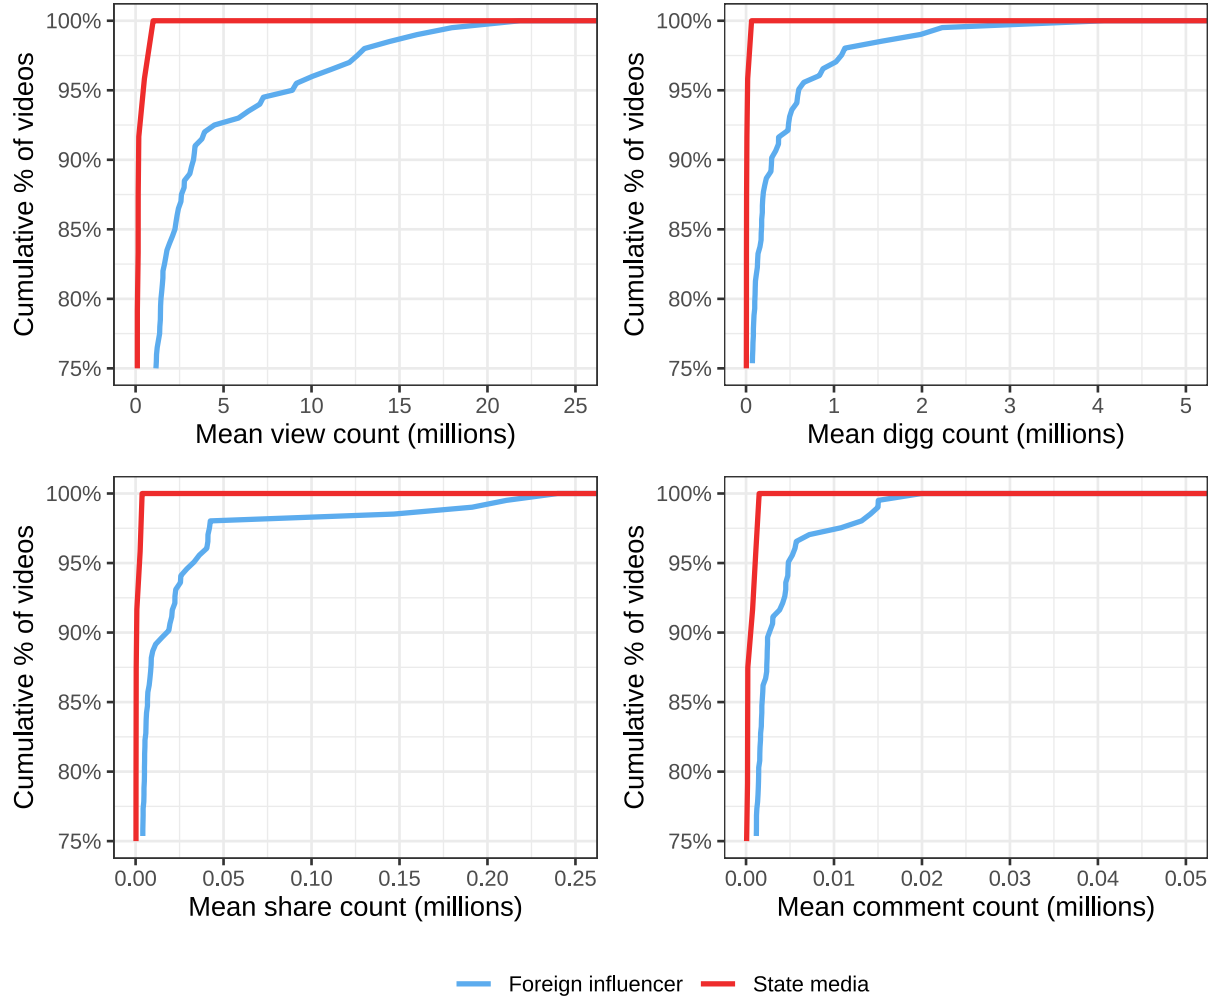 100%
95%
90%
85%
80%
75%
Cumulative % of videos
0 5 10 15 20 25
Mean view count (millions)
100%
95%
90%
85%
80%
75%
Cumulative % of videos
0 1 2 3 4 5
Mean digg count (millions)
100%
95%
90%
85%
80%
75%
Cumulative % of videos
0.00 0.05 0.10 0.15 0.20 0.25
Mean share count (millions)
100%
95%
90%
85%
80%
75%
Cumulative % of videos
0.00 0.01 0.02 0.03 0.04 0.05
Mean comment count (millions)
Foreign influencer State media